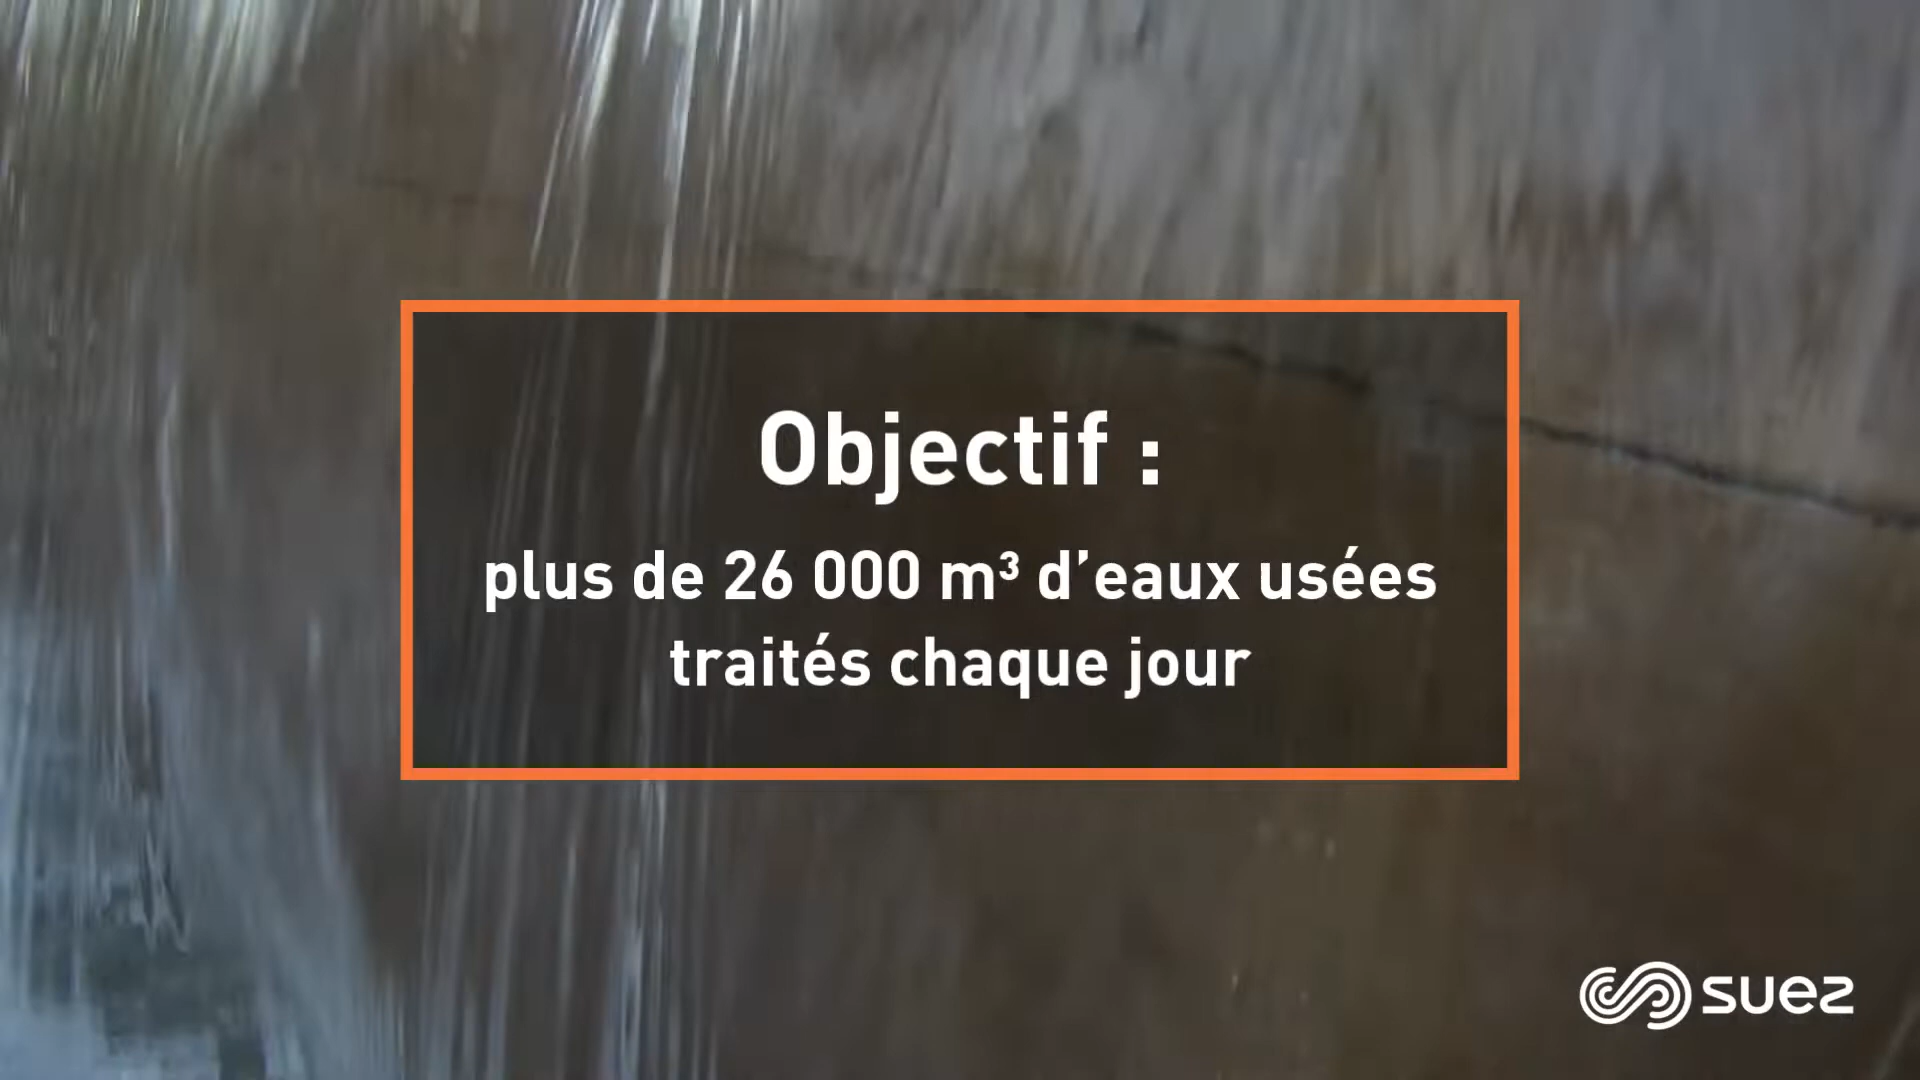 Objectif :
plus de 26 000 m³ d’eaux usées
traités chaque jour
suez